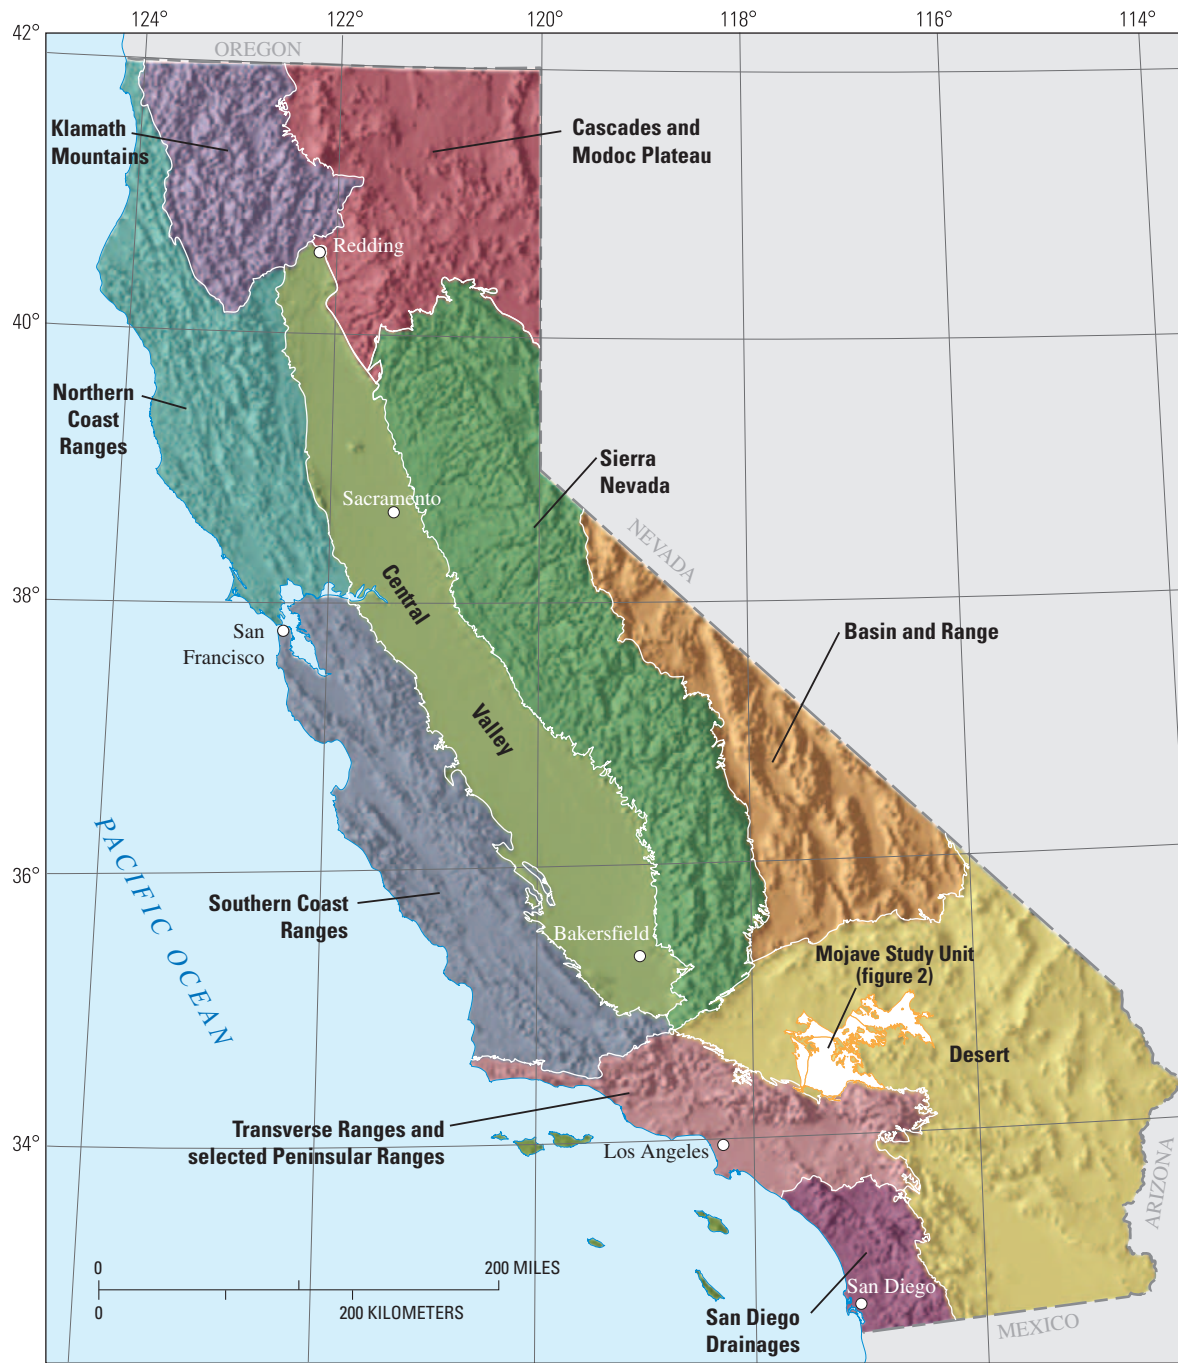 124° 122° 120° 118° 116° 114°
42°
OREGON
Klamath
Mountains
Cascades and
Modoc Plateau
Redding
40°
Northern
Coast
Ranges
Sierra
Nevada
Sacramento
NEVADA
Central
Valley
38°
San
Francisco
Basin and Range
PACIFIC OCEAN
36°
Southern Coast
Ranges
Bakersfield
Mojave Study Unit
(figure 2)
Desert
Transverse Ranges and
selected Peninsular Ranges
34°
Los Angeles
ARIZONA
0 200 MILES
0 200 KILOMETERS
San Diego
San Diego
Drainages
MEXICO